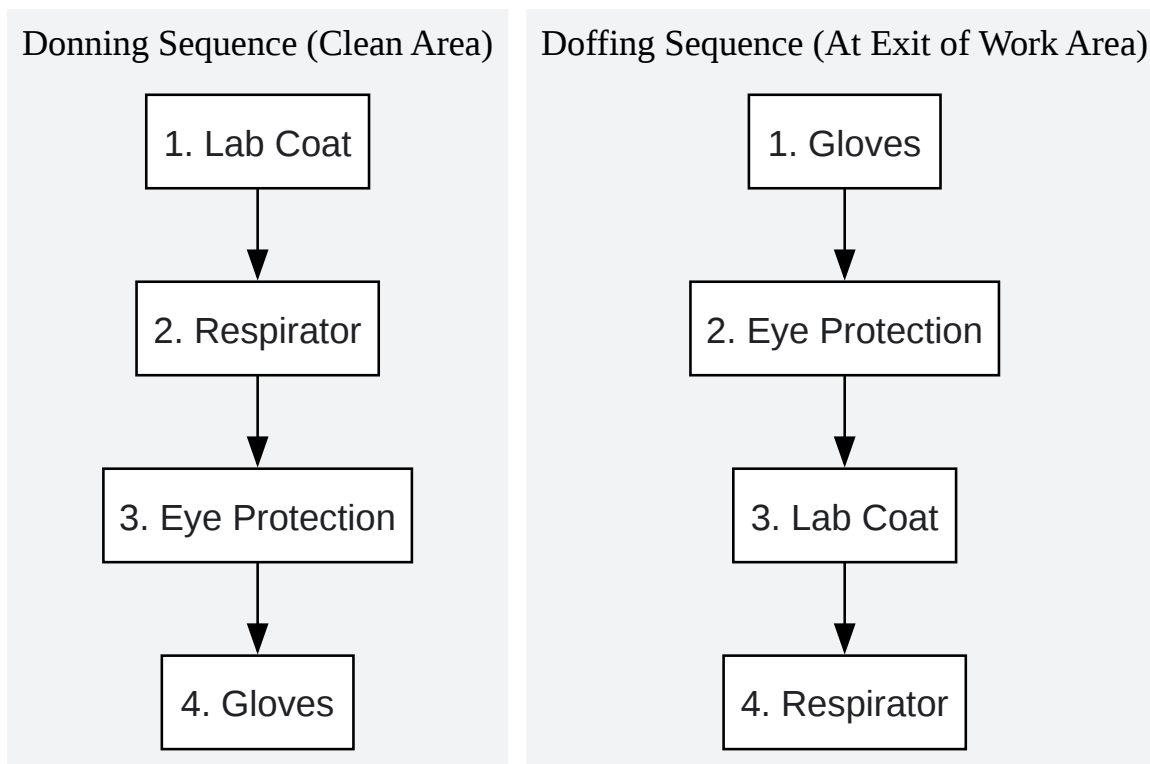 Donning Sequence (Clean Area)
1. Lab Coat
2. Respirator
3. Eye Protection
4. Gloves
Doffing Sequence (At Exit of Work Area)
1. Gloves
2. Eye Protection
3. Lab Coat
4. Respirator